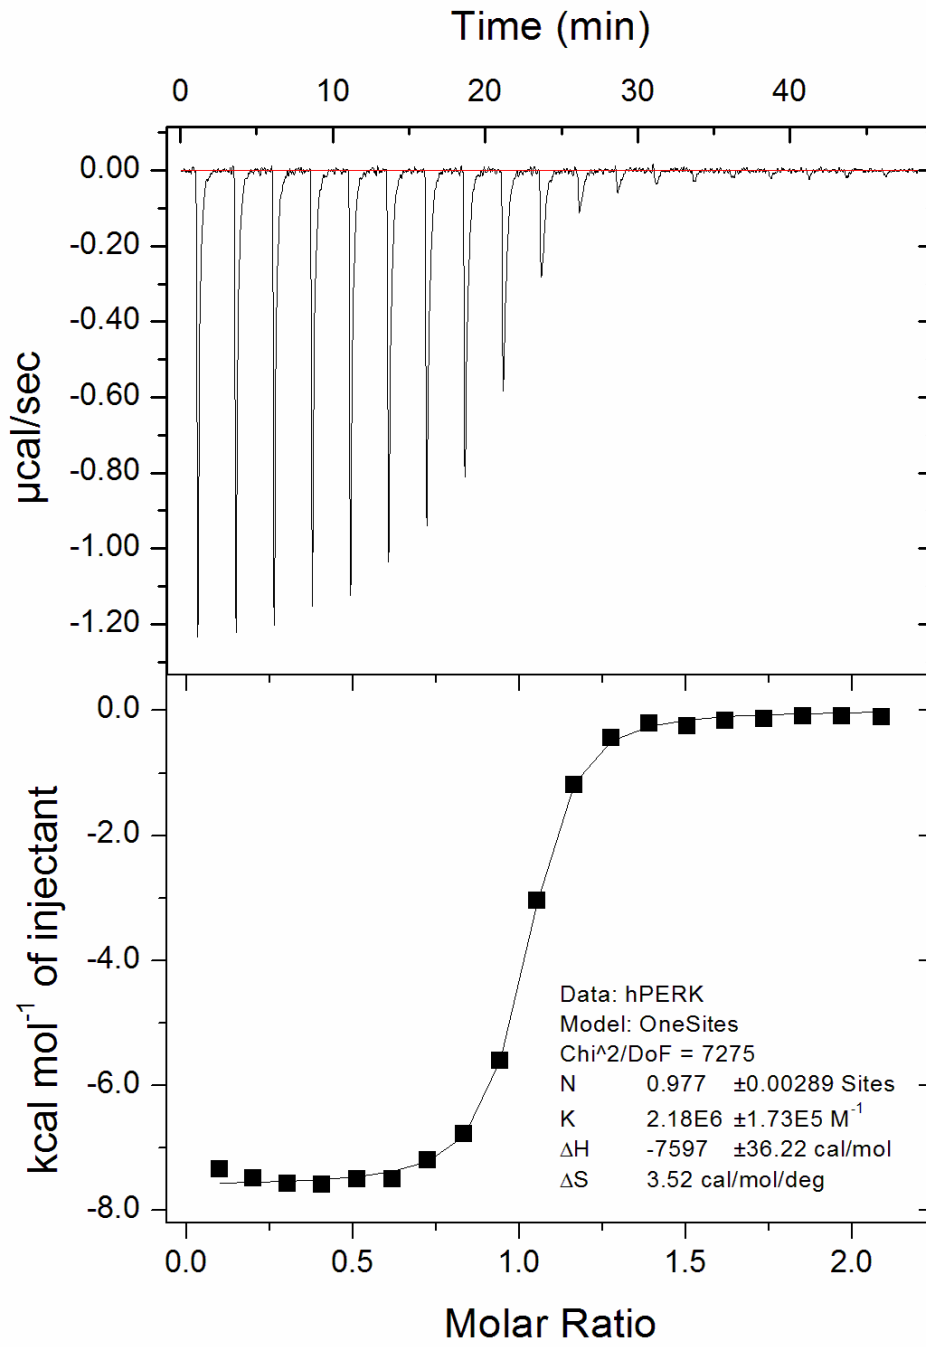 Time (min)
0 10 20 30 40
0.00
-0.20
-0.40
-0.60
-0.80
-1.00
-1.20
µcal/sec
0.0
-2.0
-4.0
-6.0
-8.0
kcal mol⁻¹ of injectant
Data: hPERK
Model: OneSites
Chi^2/DoF = 7275
N 0.977 ±0.00289 Sites
K 2.18E6 ±1.73E5 M⁻¹
ΔH -7597 ±36.22 cal/mol
ΔS 3.52 cal/mol/deg
0.0 0.5 1.0 1.5 2.0
Molar Ratio